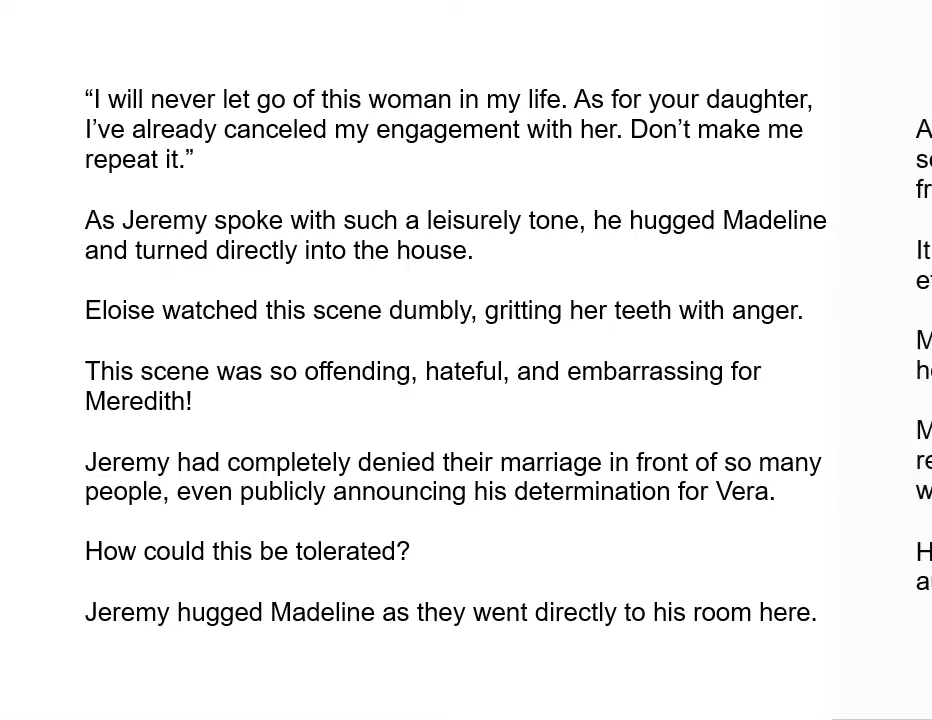 “I will never let go of this woman in my life. As for your daughter,
I’ve already canceled my engagement with her. Don’t make me
repeat it.”
As Jeremy spoke with such a leisurely tone, he hugged Madeline
and turned directly into the house.
Eloise watched this scene dumbly, gritting her teeth with anger.
This scene was so offending, hateful, and embarrassing for
Meredith!
Jeremy had completely denied their marriage in front of so many
people, even publicly announcing his determination for Vera.
How could this be tolerated?
Jeremy hugged Madeline as they went directly to his room here.